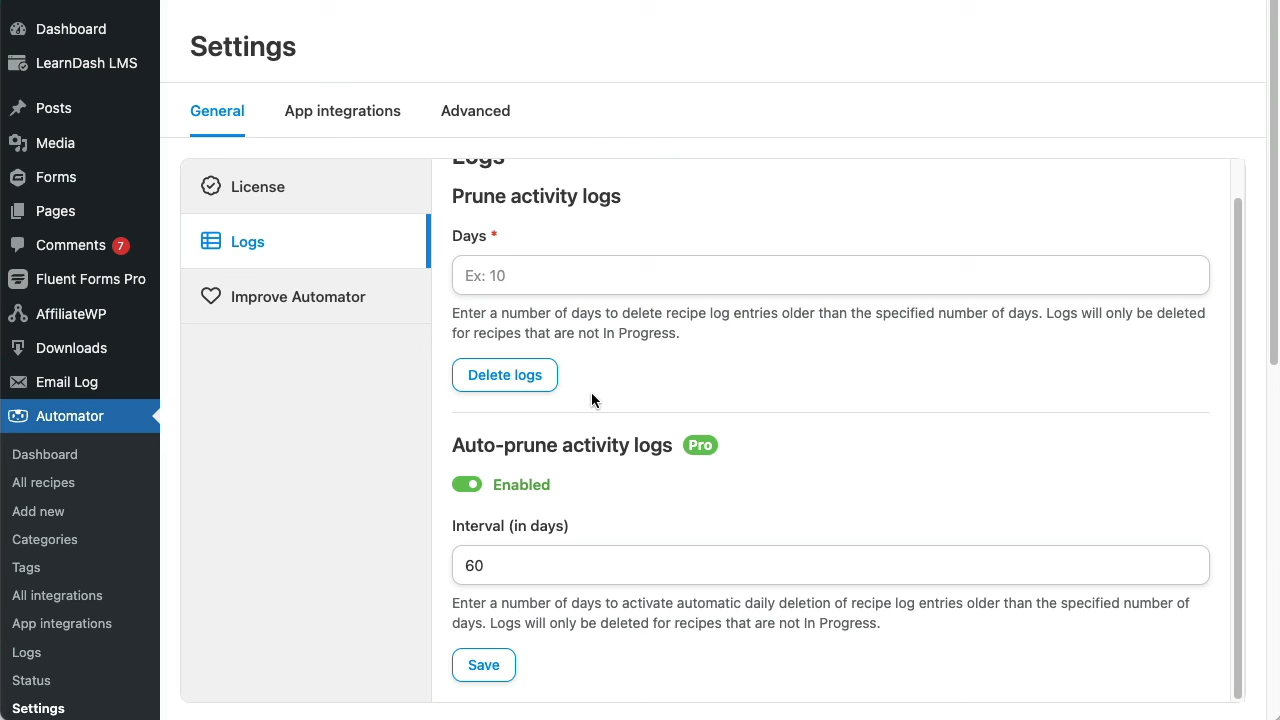 Dashboard
LearnDash LMS
Posts
Media
Forms
Pages
Comments 7
Fluent Forms Pro
AffiliateWP
Downloads
Email Log
Automator
Dashboard
All recipes
Add new
Categories
Tags
All integrations
App integrations
Logs
Status
Settings
Settings
General
App integrations
Advanced
License
Logs
Improve Automator
Logs
Prune activity logs
Days *
Ex: 10
Enter a number of days to delete recipe log entries older than the specified number of days. Logs will only be deleted
for recipes that are not In Progress.
Delete logs
Auto-prune activity logs Pro
Enabled
Interval (in days)
60
Enter a number of days to activate automatic daily deletion of recipe log entries older than the specified number of
days. Logs will only be deleted for recipes that are not In Progress.
Save